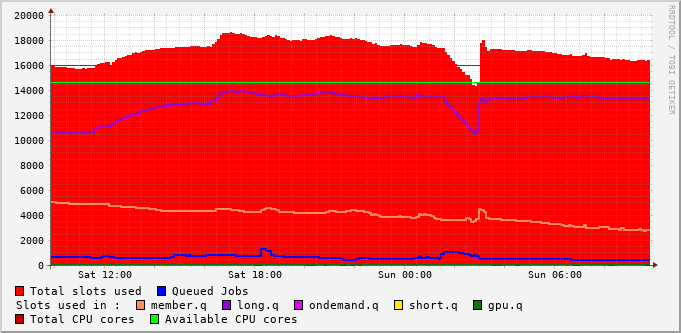 20000
18000
16000
14000
12000
10000
8000
6000
4000
2000
0
Sat 12:00 Sat 18:00 Sun 00:00 Sun 06:00
RRDTOOL / TOBI OETIKER
Total slots used Queued Jobs
Slots used in : member.q long.q ondemand.q short.q gpu.q
Total CPU cores Available CPU cores